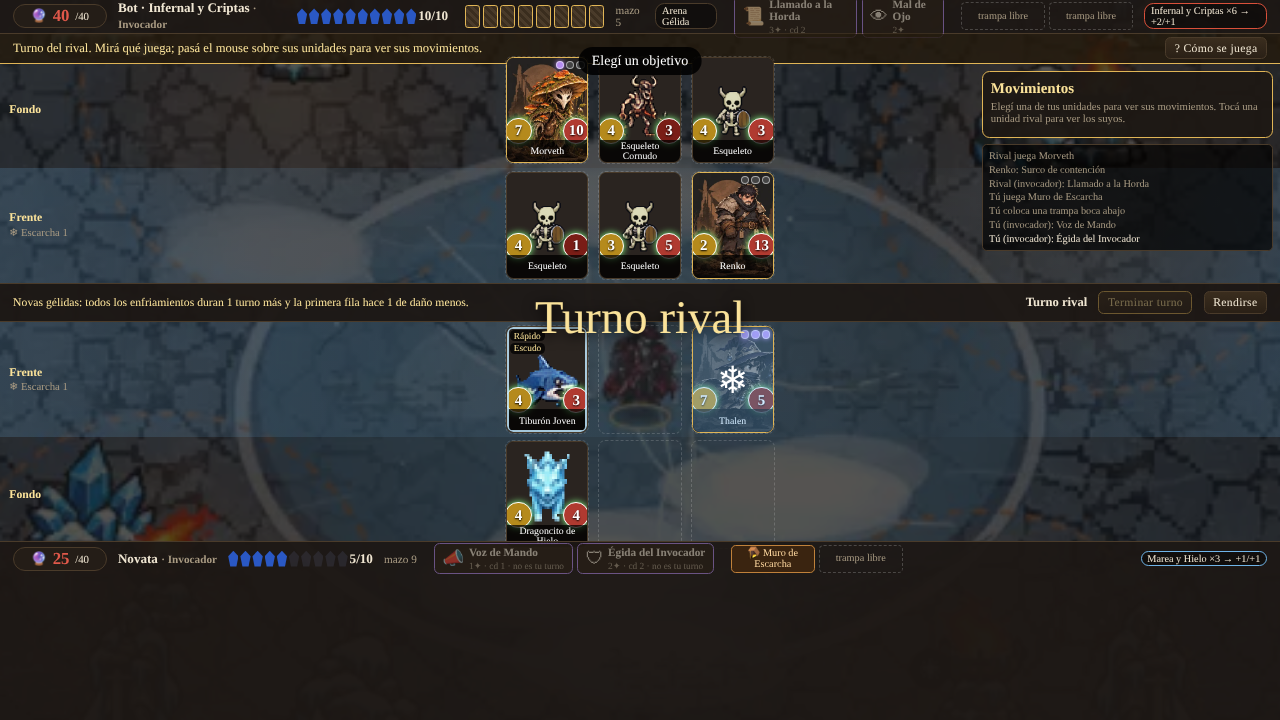 40 /40
Bot · Infernal y Criptas · Invocador
10/10
mazo 5
Arena Gélida
Llamado a la Horda
3✦ · cd 2
Mal de Ojo
2✦
trampa libre
trampa libre
Infernal y Criptas ×6 → +2/+1
Turno del rival. Mirá qué juega; pasá el mouse sobre sus unidades para ver sus movimientos.
? Cómo se juega
Elegí un objetivo
Fondo
7 10
Morveth
4 3
Esqueleto Cornudo
4 3
Esqueleto
Movimientos
Elegí una de tus unidades para ver sus movimientos. Tocá una unidad rival para ver los suyos.
Rival juega Morveth
Renko: Surco de contención
Rival (invocador): Llamado a la Horda
Tú juega Muro de Escarcha
Tú coloca una trampa boca abajo
Tú (invocador): Voz de Mando
Tú (invocador): Égida del Invocador
Frente
❄ Escarcha 1
4 1
Esqueleto
3 5
Esqueleto
2 13
Renko
Novas gélidas: todos los enfriamientos duran 1 turno más y la primera fila hace 1 de daño menos.
Turno rival
Turno rival
Terminar turno
Rendirse
Frente
❄ Escarcha 1
Rápido
Escudo
4 3
Tiburón Joven
7 5
Thalen
Fondo
4 4
Dragoncito de Hielo
25 /40
Novata · Invocador
5/10
mazo 9
Voz de Mando
1✦ · cd 1 · no es tu turno
Égida del Invocador
2✦ · cd 2 · no es tu turno
Muro de Escarcha
trampa libre
Marea y Hielo ×3 → +1/+1